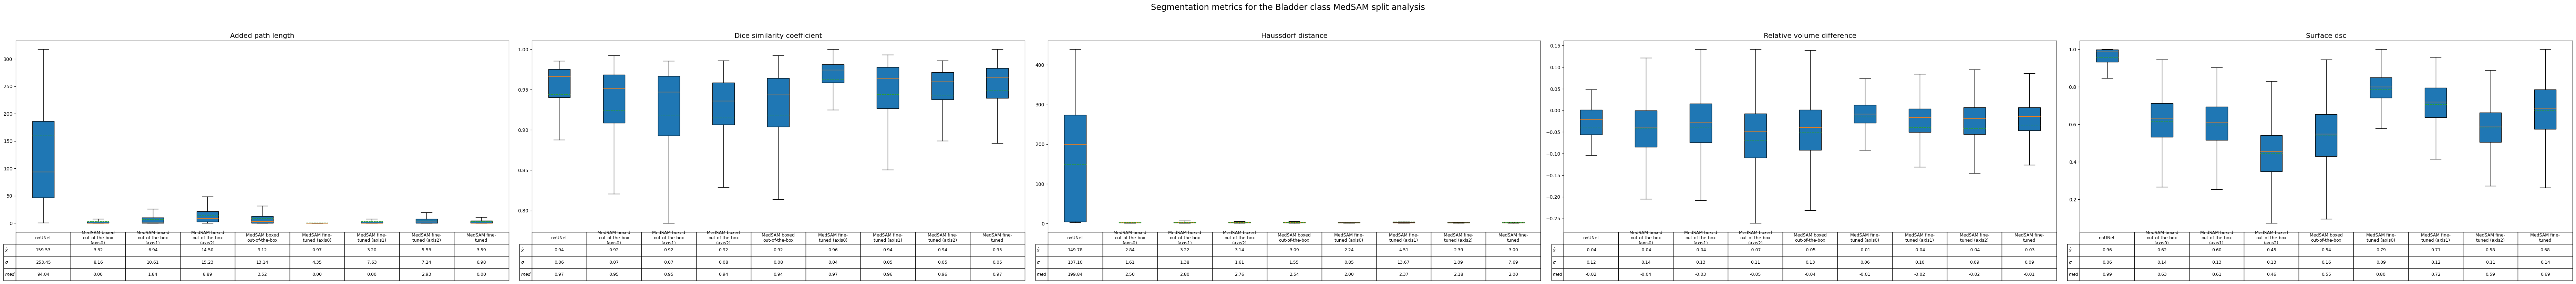 Segmentation metrics for the Bladder class MedSAM split analysis
Added path length
300
250
200
150
100
50
0
nnUNet MedSAM boxed out-of-the-box (axis0) MedSAM boxed out-of-the-box (axis1) MedSAM boxed out-of-the-box (axis2) MedSAM boxed out-of-the-box MedSAM fine-tuned (axis0) MedSAM fine-tuned (axis1) MedSAM fine-tuned (axis2) MedSAM fine-tuned
x̄ 159.53 3.32 6.94 14.50 9.12 0.97 3.20 5.53 3.59
σ 253.45 8.16 10.61 15.23 13.14 4.35 7.63 7.24 6.98
med 94.04 0.00 1.84 8.89 3.52 0.00 0.00 2.93 0.00
Dice similarity coefficient
1.00
0.95
0.90
0.85
0.80
nnUNet MedSAM boxed out-of-the-box (axis0) MedSAM boxed out-of-the-box (axis1) MedSAM boxed out-of-the-box (axis2) MedSAM boxed out-of-the-box MedSAM fine-tuned (axis0) MedSAM fine-tuned (axis1) MedSAM fine-tuned (axis2) MedSAM fine-tuned
x̄ 0.94 0.92 0.92 0.92 0.92 0.96 0.94 0.94 0.95
σ 0.06 0.07 0.07 0.08 0.08 0.04 0.05 0.05 0.05
med 0.97 0.95 0.95 0.94 0.94 0.97 0.96 0.96 0.97
Haussdorf distance
400
300
200
100
0
nnUNet MedSAM boxed out-of-the-box (axis0) MedSAM boxed out-of-the-box (axis1) MedSAM boxed out-of-the-box (axis2) MedSAM boxed out-of-the-box MedSAM fine-tuned (axis0) MedSAM fine-tuned (axis1) MedSAM fine-tuned (axis2) MedSAM fine-tuned
x̄ 149.78 2.84 3.22 3.14 3.09 2.24 4.51 2.39 3.00
σ 137.10 1.61 1.38 1.61 1.55 0.85 13.67 1.09 7.69
med 199.84 2.50 2.80 2.76 2.54 2.00 2.37 2.18 2.00
Relative volume difference
0.15
0.10
0.05
0.00
−0.05
−0.10
−0.15
−0.20
−0.25
nnUNet MedSAM boxed out-of-the-box (axis0) MedSAM boxed out-of-the-box (axis1) MedSAM boxed out-of-the-box (axis2) MedSAM boxed out-of-the-box MedSAM fine-tuned (axis0) MedSAM fine-tuned (axis1) MedSAM fine-tuned (axis2) MedSAM fine-tuned
x̄ -0.04 -0.04 -0.04 -0.07 -0.05 -0.01 -0.04 -0.04 -0.03
σ 0.12 0.14 0.13 0.11 0.13 0.06 0.10 0.09 0.09
med -0.02 -0.04 -0.03 -0.05 -0.04 -0.01 -0.02 -0.02 -0.01
Surface dsc
1.0
0.8
0.6
0.4
0.2
nnUNet MedSAM boxed out-of-the-box (axis0) MedSAM boxed out-of-the-box (axis1) MedSAM boxed out-of-the-box (axis2) MedSAM boxed out-of-the-box MedSAM fine-tuned (axis0) MedSAM fine-tuned (axis1) MedSAM fine-tuned (axis2) MedSAM fine-tuned
x̄ 0.96 0.62 0.60 0.45 0.54 0.79 0.71 0.58 0.68
σ 0.06 0.14 0.13 0.13 0.16 0.09 0.12 0.11 0.14
med 0.99 0.63 0.61 0.46 0.55 0.80 0.72 0.59 0.69